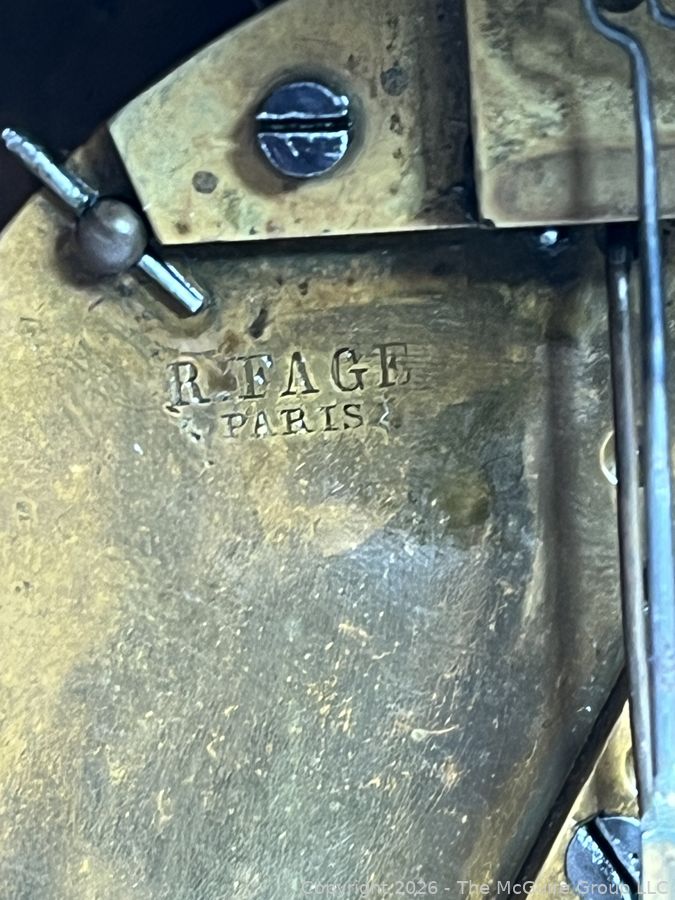 R. FAGE
PARIS
Copyright 2026 - The McGuire Group LLC